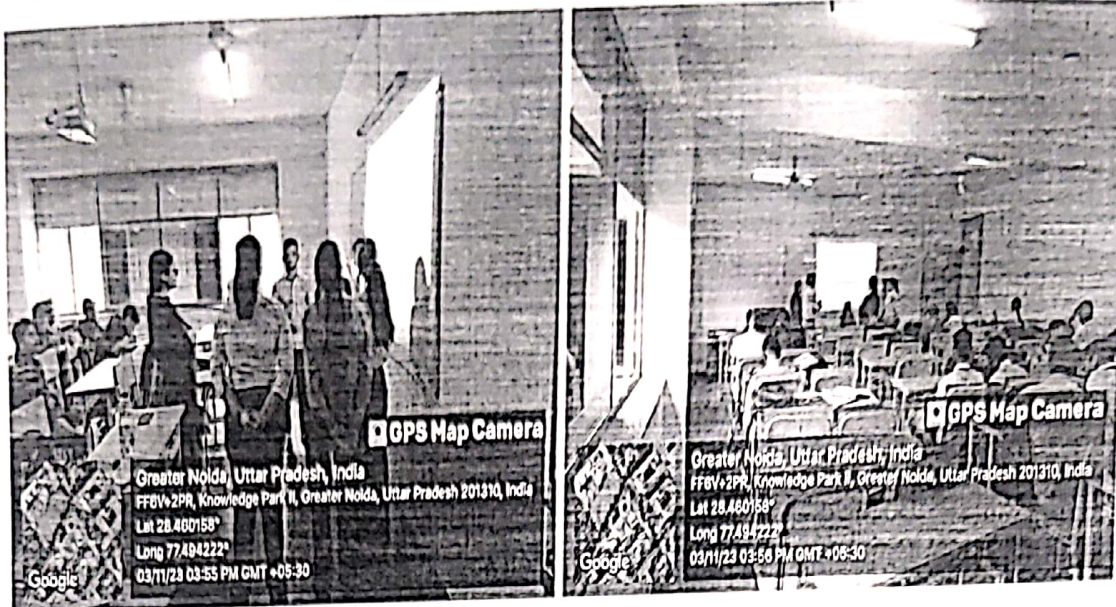 GPS Map Camera
Greater Noida, Uttar Pradesh, India
FF6V+2PR, Knowledge Park II, Greater Noida, Uttar Pradesh 201310, India
Lat 28.460158°
Long 77.494222°
03/11/23 03:55 PM GMT +05:30
Google
GPS Map Camera
Greater Noida, Uttar Pradesh, India
FF6V+2PR, Knowledge Park II, Greater Noida, Uttar Pradesh 201310, India
Lat 28.460158°
Long 77.494222°
03/11/23 03:56 PM GMT +05:30
Google